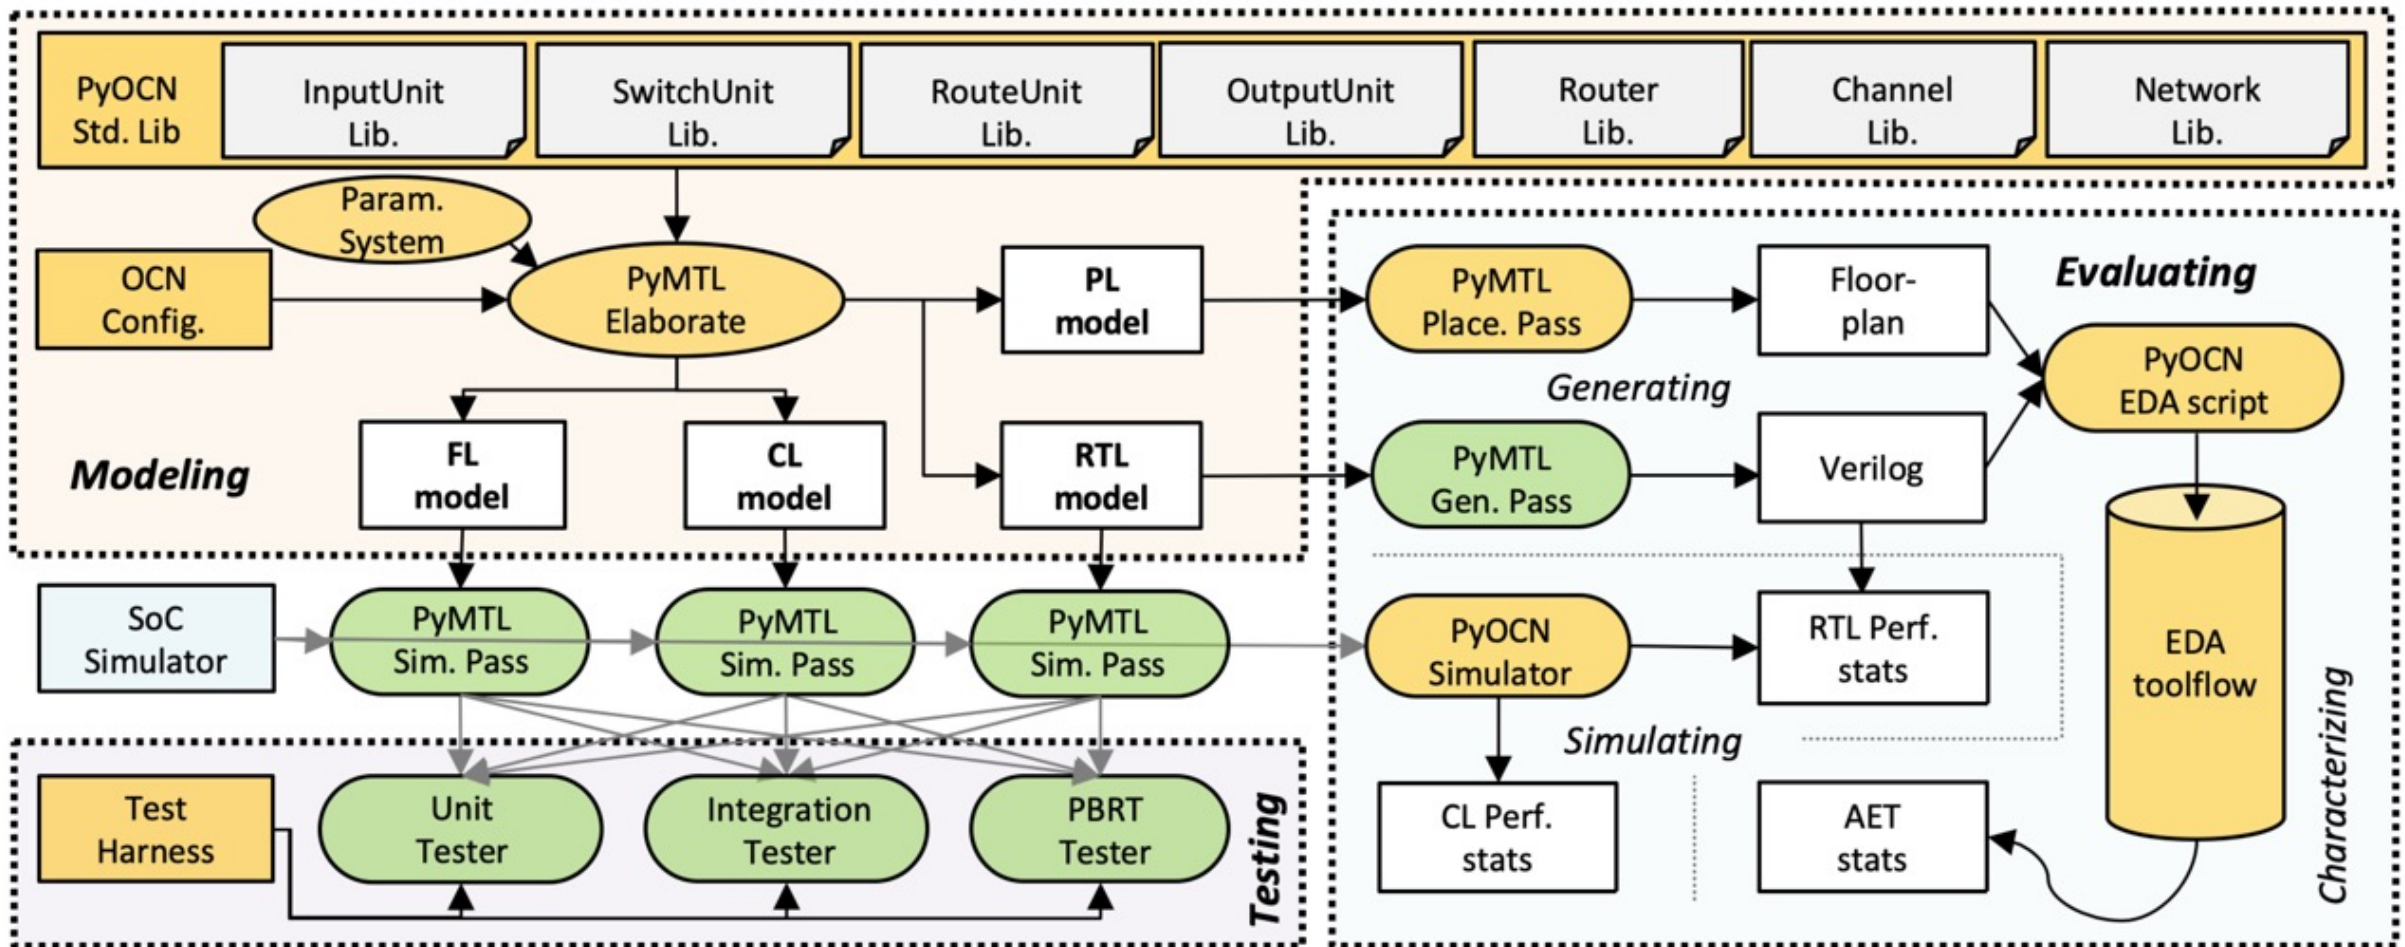 PyOCN
Std. Lib
InputUnit
Lib.
SwitchUnit
Lib.
RouteUnit
Lib.
OutputUnit
Lib.
Router
Lib.
Channel
Lib.
Network
Lib.
Param.
System
OCN
Config.
PyMTL
Elaborate
PL
model
FL
model
CL
model
RTL
model
Modeling
PyMTL
Place. Pass
Floor-
plan
Evaluating
Generating
PyOCN
EDA script
PyMTL
Gen. Pass
Verilog
SoC
Simulator
PyMTL
Sim. Pass
PyMTL
Sim. Pass
PyMTL
Sim. Pass
PyOCN
Simulator
RTL Perf.
stats
EDA
toolflow
Simulating
Characterizing
CL Perf.
stats
AET
stats
Test
Harness
Unit
Tester
Integration
Tester
PBRT
Tester
Testing